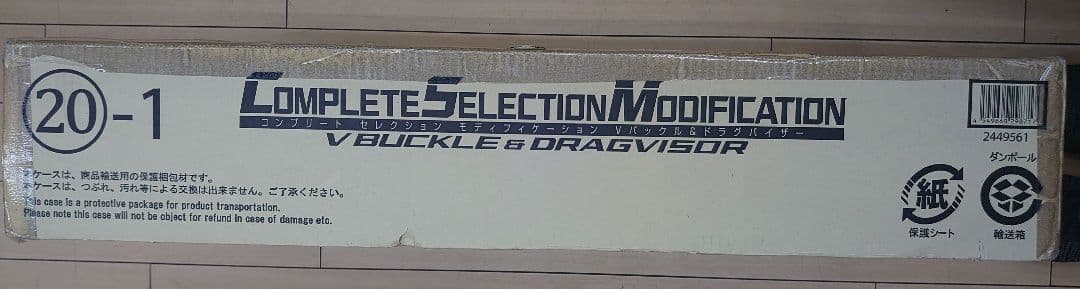 20-1
COMPLETE SELECTION MODIFICATION
コンプリート セレクション モディフィケーション Vバックル&ドラグバイザー
V BUCKLE & DRAGVISOR
ケースは、商品輸送用の保護梱包材です。
ケースは、つぶれ、汚れ等による交換は出来ません。ご了承ください。
This case is a protective package for product transportation.
Please note this case will not be object for refund in case of damage etc.
2449561
ダンボール
紙
保護シート
輸送箱